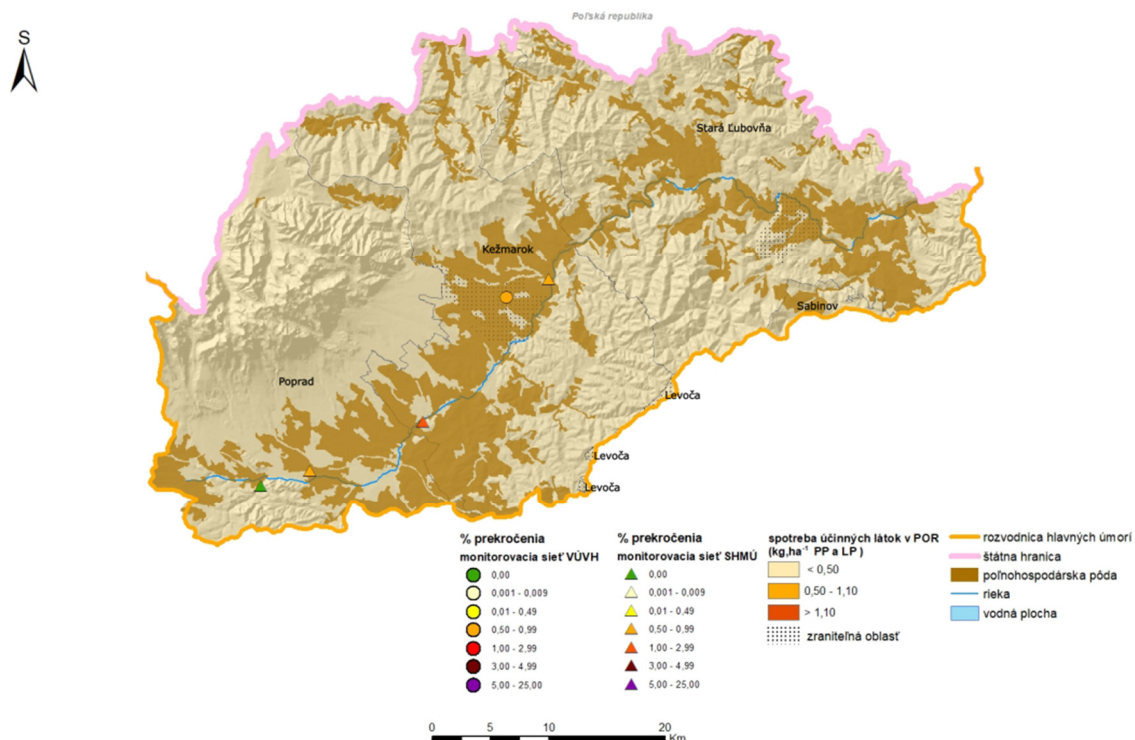 Poľská republika
S
Stará Ľubovňa
Kežmarok
Sabinov
Poprad
Levoča
Levoča
Levoča
% prekročenia
monitorovacia sieť VÚVH
0,00
0,001 - 0,009
0,01 - 0,49
0,50 - 0,99
1,00 - 2,99
3,00 - 4,99
5,00 - 25,00
% prekročenia
monitorovacia sieť SHMÚ
0,00
0,001 - 0,009
0,01 - 0,49
0,50 - 0,99
1,00 - 2,99
3,00 - 4,99
5,00 - 25,00
spotreba účinných látok v POR
(kg,ha⁻¹ PP a LP )
< 0,50
0,50 - 1,10
> 1,10
zraniteľná oblasť
rozvodnica hlavných úmorí
štátna hranica
poľnohospodárska pôda
rieka
vodná plocha
0 5 10 20
Km